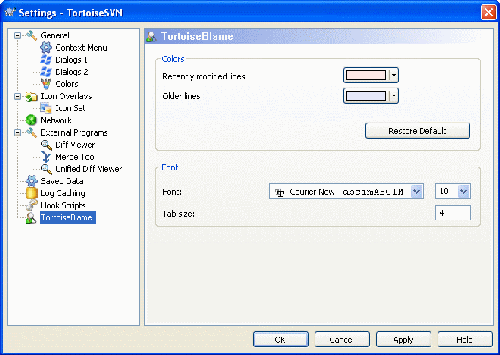 Settings - TortoiseSVN
General
Context Menu
Dialogs 1
Dialogs 2
Colors
Icon Overlays
Icon Set
Network
External Programs
Diff Viewer
Merge Tool
Unified Diff Viewer
Saved Data
Log Caching
Hook Scripts
TortoiseBlame
TortoiseBlame
Colors
Recently modified lines
Older lines
Restore Default
Font
Font:
Courier New
10
Tab size:
4
OK
Cancel
Apply
Help